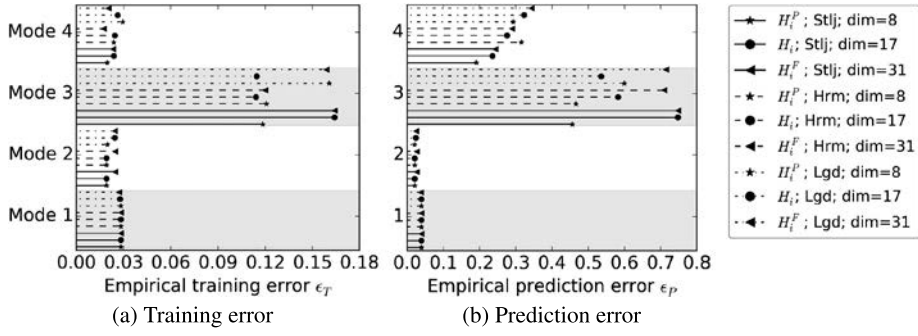 Mode 4
Mode 3
Mode 2
Mode 1
0.00 0.03 0.06 0.09 0.12 0.15 0.18
Empirical training error ϵ_T
(a) Training error
4
3
2
1
0.0 0.1 0.2 0.3 0.4 0.5 0.6 0.7 0.8
Empirical prediction error ϵ_P
(b) Prediction error
H_i^P ; Stlj; dim=8
H_i; Stlj; dim=17
H_i^F ; Stlj; dim=31
H_i^P ; Hrm; dim=8
H_i; Hrm; dim=17
H_i^F ; Hrm; dim=31
H_i^P ; Lgd; dim=8
H_i; Lgd; dim=17
H_i^F ; Lgd; dim=31